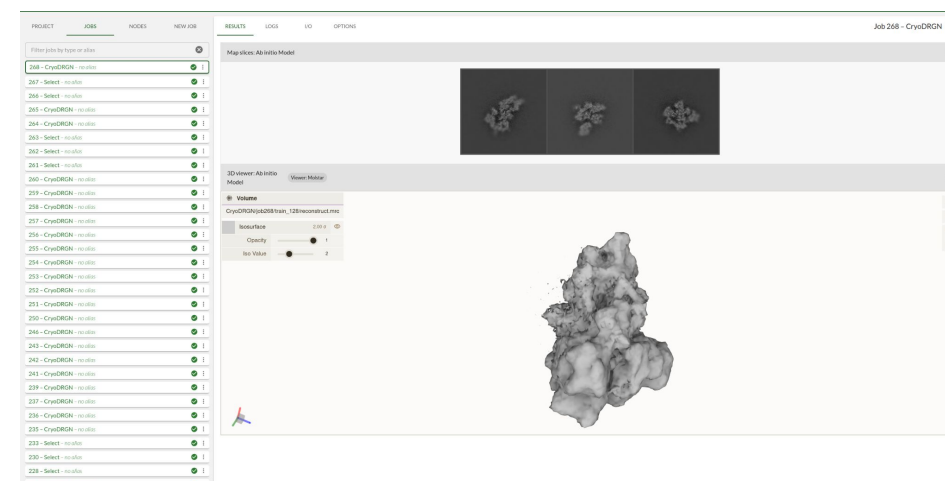 PROJECT JOBS NODES NEW JOB
RESULTS LOGS I/O OPTIONS
Job 268 – CryoDRGN
Filter jobs by type or alias
268 – CryoDRGN - no alias
267 – Select - no alias
266 – Select - no alias
265 – CryoDRGN - no alias
264 – CryoDRGN - no alias
263 – Select - no alias
262 – Select - no alias
261 – Select - no alias
260 – CryoDRGN - no alias
259 – CryoDRGN - no alias
258 – CryoDRGN - no alias
257 – CryoDRGN - no alias
256 – CryoDRGN - no alias
255 – CryoDRGN - no alias
254 – CryoDRGN - no alias
253 – CryoDRGN - no alias
252 – CryoDRGN - no alias
251 – CryoDRGN - no alias
250 – CryoDRGN - no alias
246 – CryoDRGN - no alias
243 – CryoDRGN - no alias
242 – CryoDRGN - no alias
241 – CryoDRGN - no alias
239 – CryoDRGN - no alias
237 – CryoDRGN - no alias
236 – CryoDRGN - no alias
235 – CryoDRGN - no alias
233 – Select - no alias
230 – Select - no alias
228 – Select - no alias
Map slices: Ab initio Model
3D viewer: Ab initio
Model
Viewer: Molstar
Volume
CryoDRGN/job268/train_128/reconstruct.mrc
Isosurface
Opacity 1
Iso Value